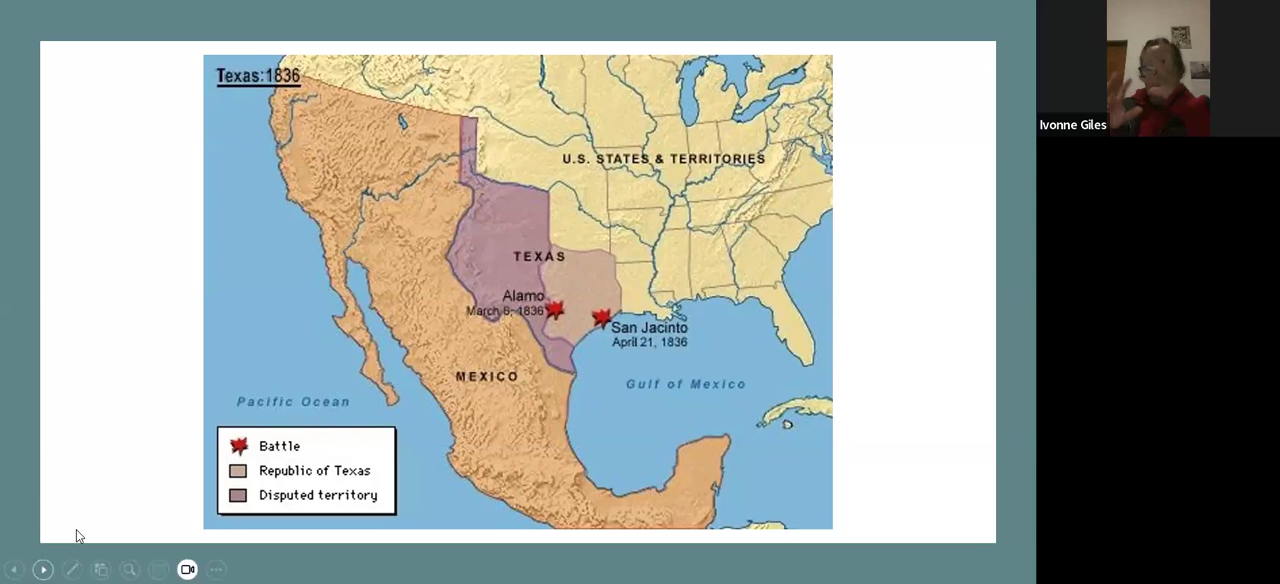 Texas:1836
Ivonne Giles
U.S. STATES & TERRITORIES
TEXAS
Alamo
March 6, 1836
San Jacinto
April 21, 1836
MEXICO
Gulf of Mexico
Pacific Ocean
Battle
Republic of Texas
Disputed territory